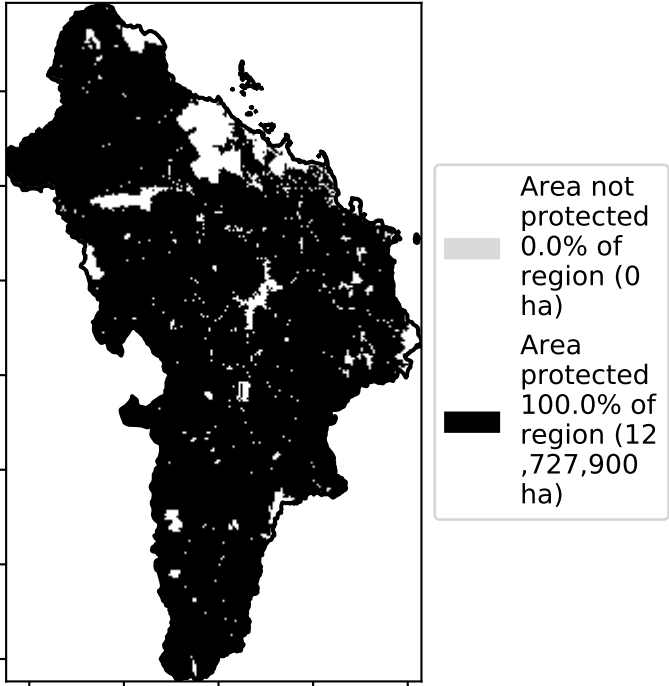 Area not
protected
0.0% of
region (0
ha)
Area
protected
100.0% of
region (12
,727,900
ha)